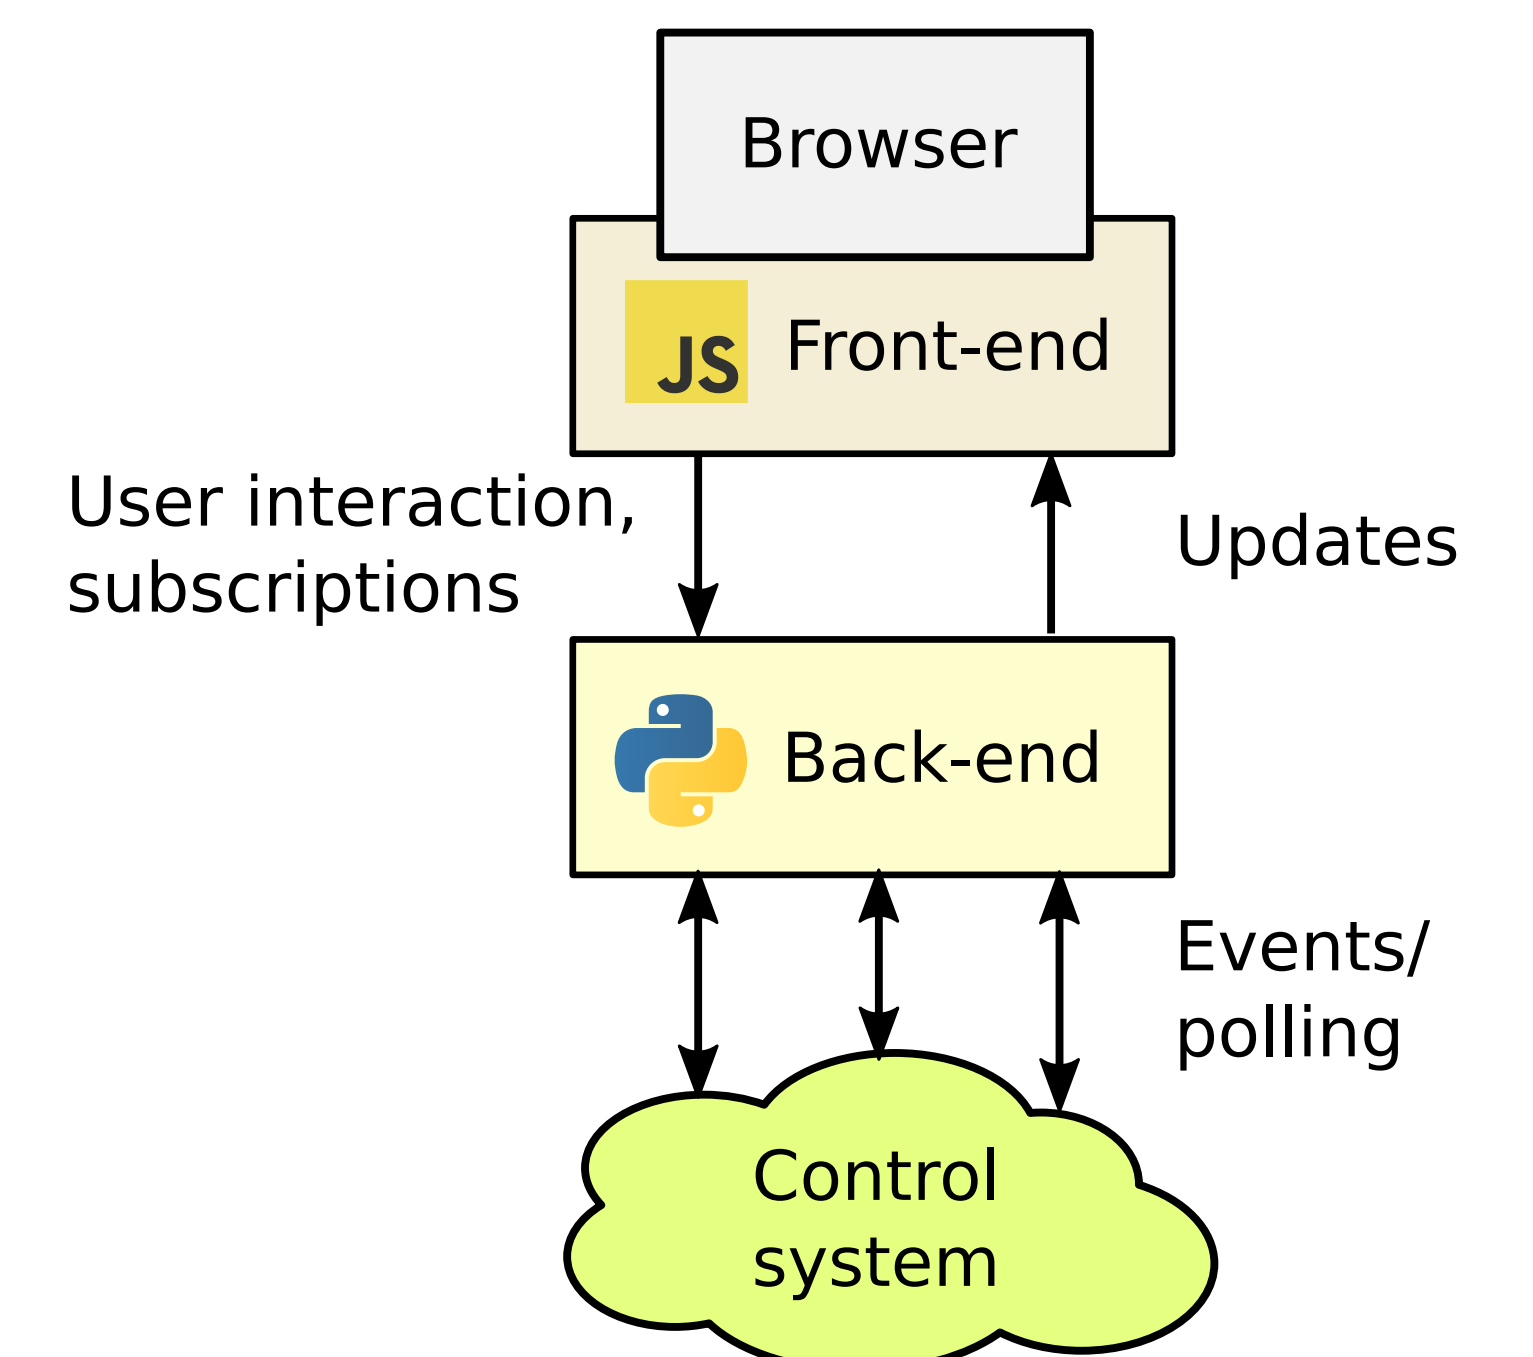 Browser
JS
Front-end
User interaction,
subscriptions
Updates
Back-end
Events/
polling
Control
system